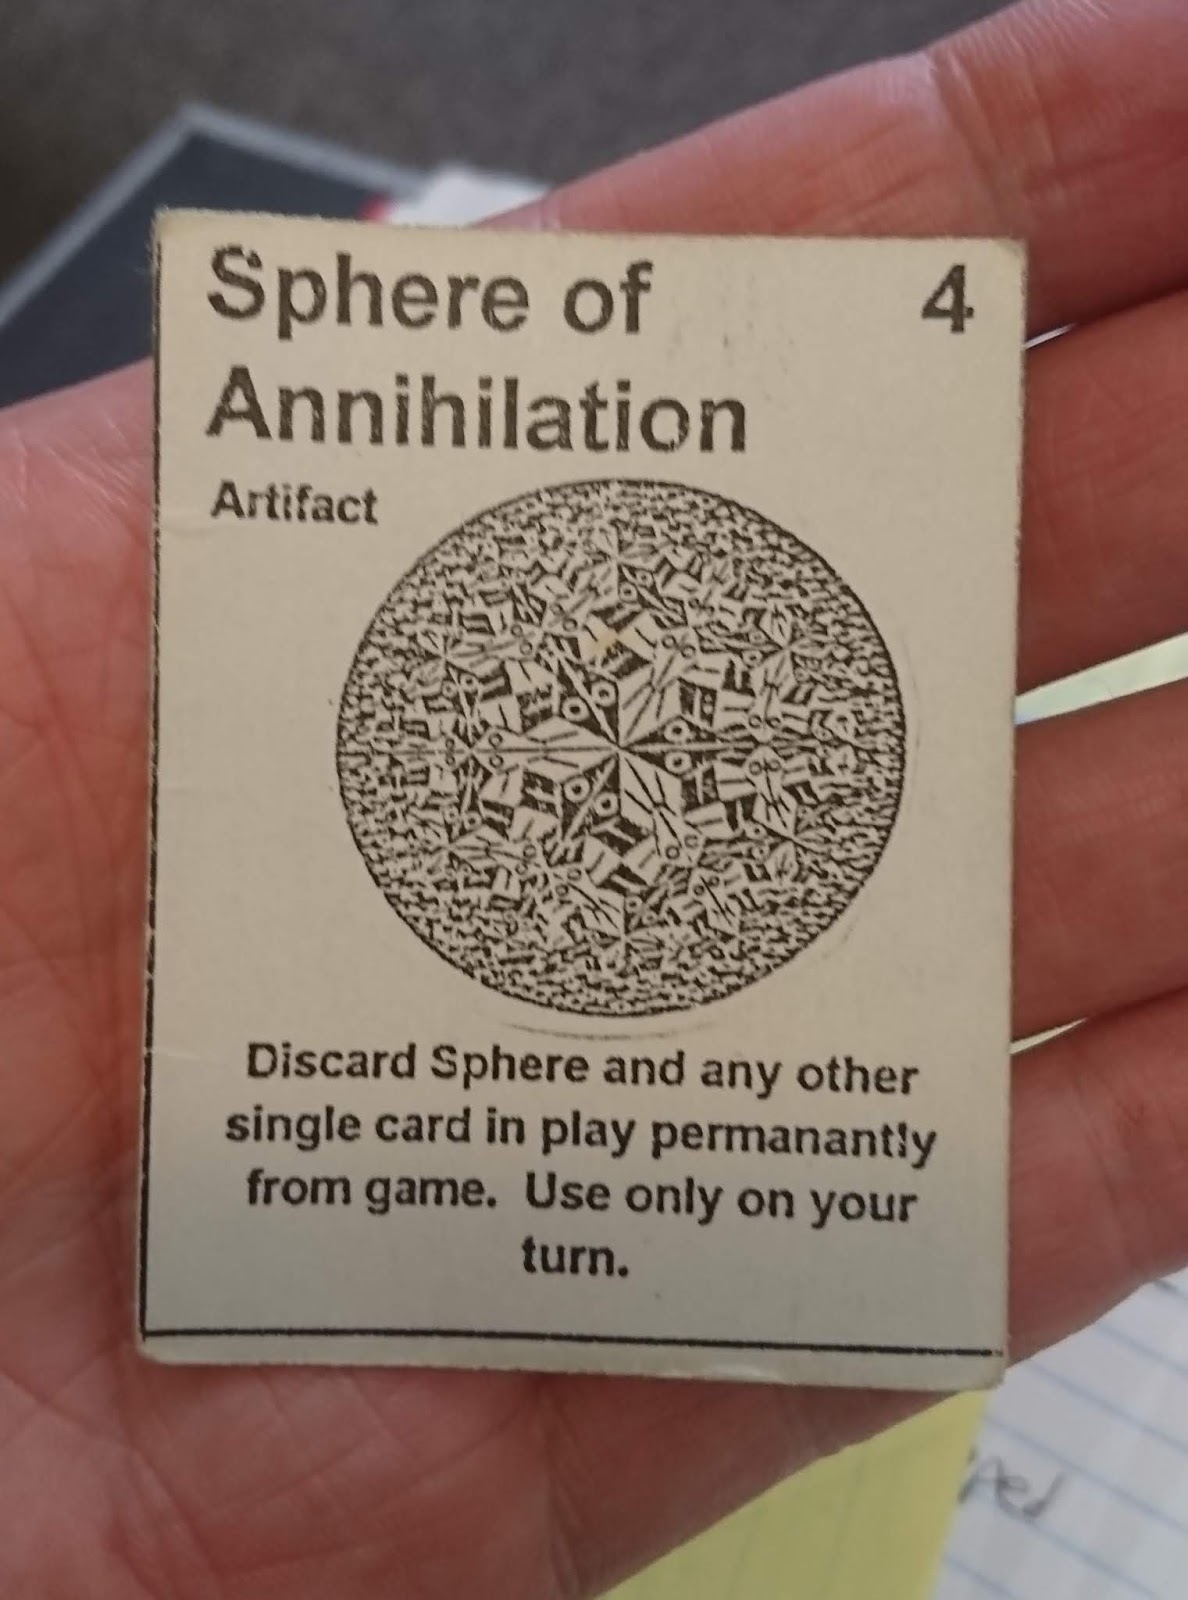 Sphere of 4
Annihilation
Artifact
Discard Sphere and any other
single card in play permanantly
from game. Use only on your
turn.